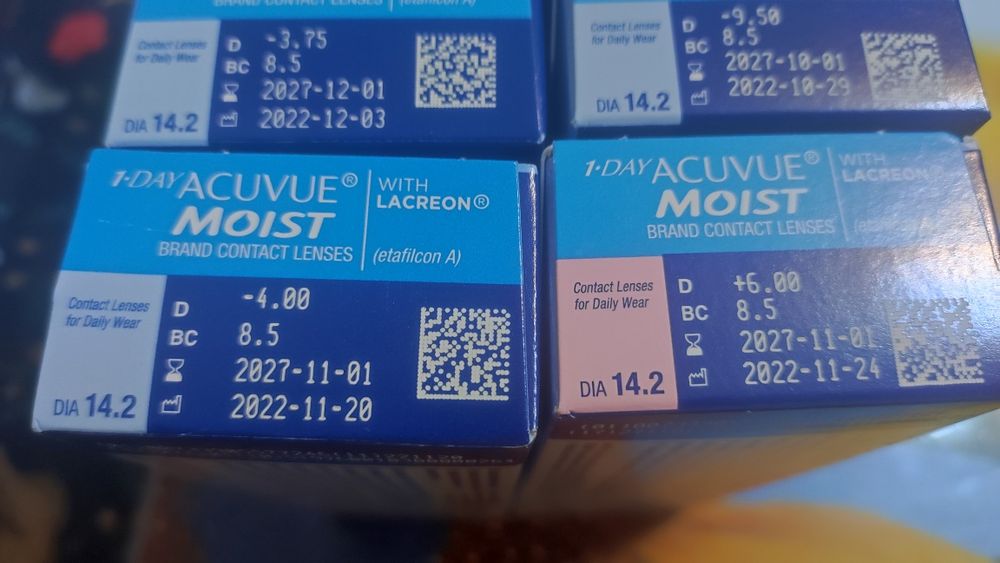 BRAND CONTACT LENSES (etafilcon A)
Contact Lenses
for Daily Wear
D -3.75
BC 8.5
2027-12-01
2022-12-03
DIA 14.2
Contact Lenses
for Daily Wear
D -9.50
BC 8.5
2027-10-01
2022-10-29
DIA 14.2
1·DAY ACUVUE® WITH
MOIST LACREON®
BRAND CONTACT LENSES (etafilcon A)
Contact Lenses
for Daily Wear
D -4.00
BC 8.5
2027-11-01
2022-11-20
DIA 14.2
1·DAY ACUVUE® WITH
MOIST LACREON®
BRAND CONTACT LENSES (etafilcon A)
Contact Lenses
for Daily Wear
D +6.00
BC 8.5
2027-11-01
2022-11-24
DIA 14.2